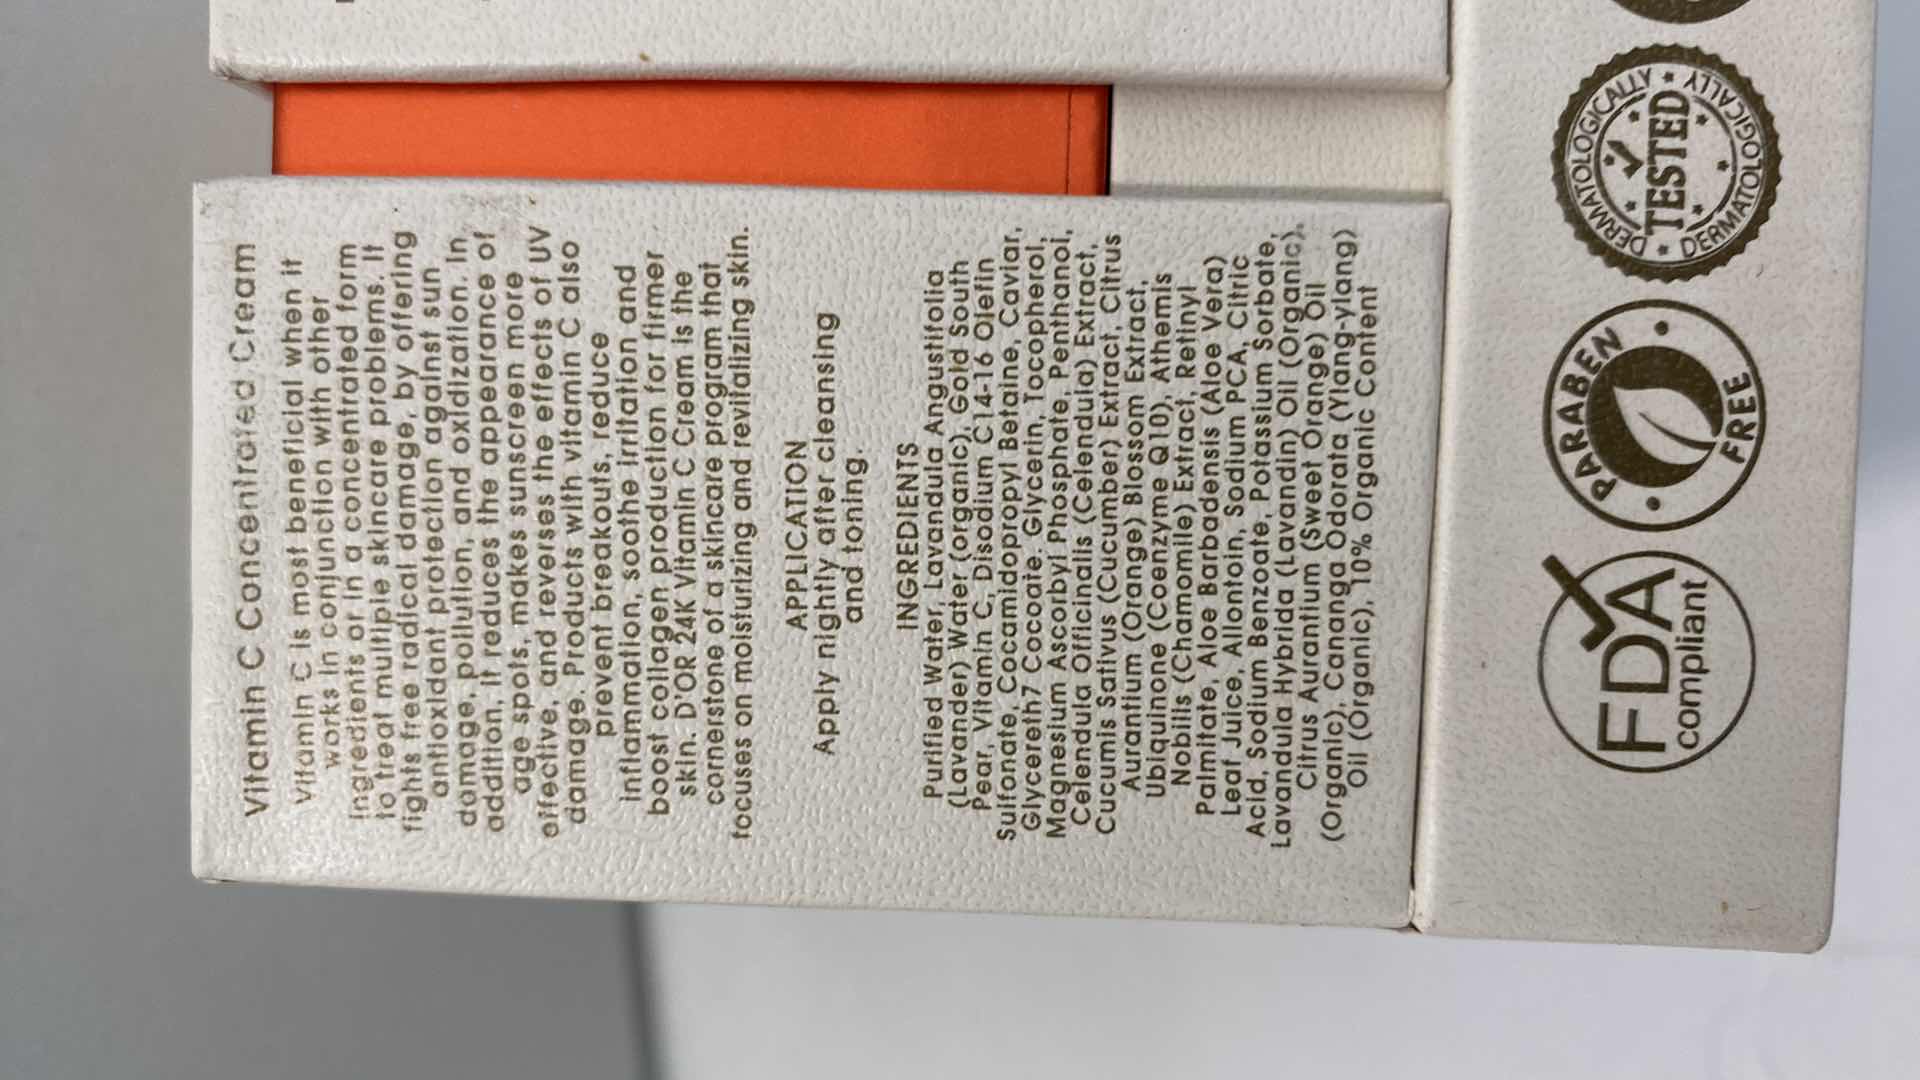 Vitamin C Concentrated Cream
Vitamin C is most beneficial when it
works in conjunction with other
ingredients or in a concentrated form
to treat multiple skincare problems. It
fights free radical damage, by offering
antioxidant protection against sun
damage, pollution, and oxidization. In
addition, it reduces the appearance of
age spots, makes sunscreen more
effective, and reverses the effects of UV
damage. Products with vitamin C also
prevent breakouts, reduce
inflammation, soothe irritation and
boost collagen production for firmer
skin. D'OR 24K Vitamin C Cream is the
cornerstone of a skincare program that
focuses on moisturizing and revitalizing skin.
APPLICATION
Apply nightly after cleansing
and toning.
INGREDIENTS
Purified Water, Lavandula Angustifolia
(Lavander) Water (organic), Gold South
Pear, Vitamin C, Disodium C14-16 Olefin
Sulfonate, Cocamidopropyl Betaine, Caviar,
Glycereth7 Cocoate. Glycerin, Tocopherol,
Magnesium Ascorbyl Phosphate, Penthanol,
Celendula Officinalis (Celendula) Extract,
Cucumis Sativus (Cucumber) Extract, Citrus
Aurantium (Orange) Blossom Extract,
Ubiquinone (Coenzyme Q10), Athemis
Nobilis (Chamomile) Extract, Retinyl
Palmitate, Aloe Barbadensis (Aloe Vera)
Leaf Juice, Allontoin, Sodium PCA, Citric
Acid, Sodium Benzoate, Potassium Sorbate,
Lavandula Hybrida (Lavandin) Oil (Organic),
Citrus Aurantium (Sweet Orange) Oil
(Organic), Cananga Odorata (Ylang-ylang)
Oil (Organic), 10% Organic Content
FDA
compliant
PARABEN
FREE
DERMATOLOGICALLY
TESTED
DERMATOLOGICALLY